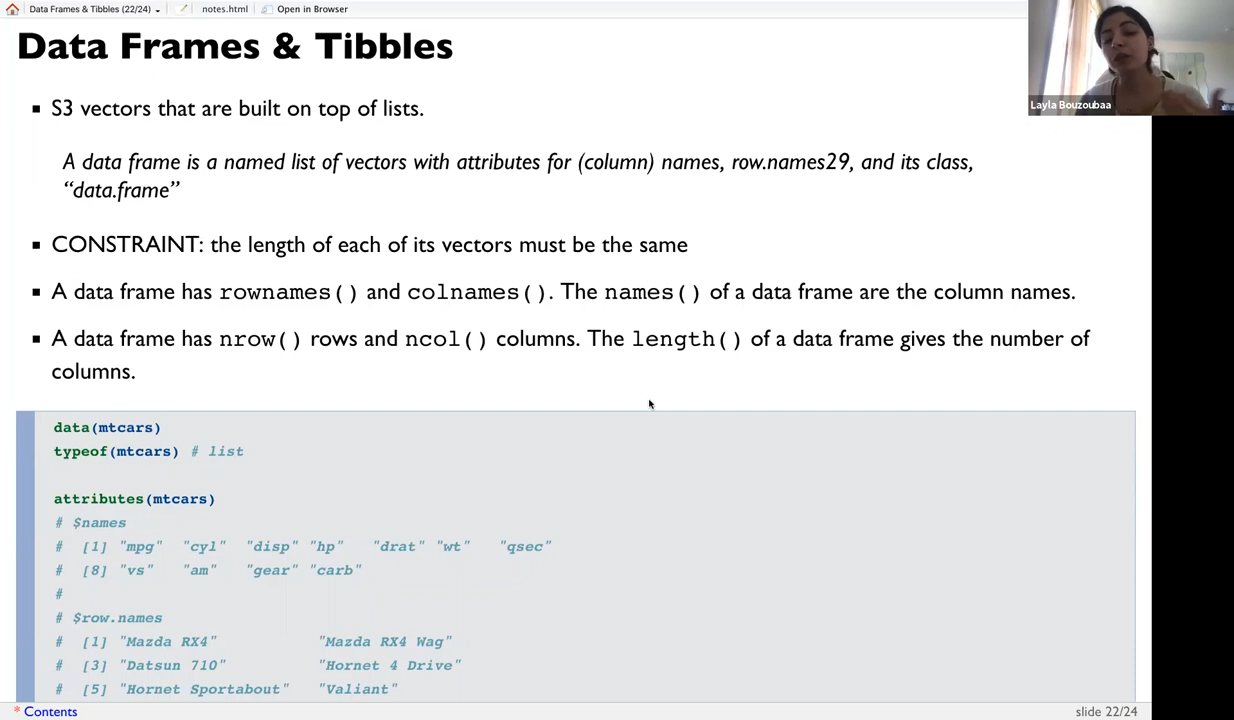 Data Frames & Tibbles (22/24)
notes.html
Open in Browser
Data Frames & Tibbles
Layla Bouzoubaa
S3 vectors that are built on top of lists.
A data frame is a named list of vectors with attributes for (column) names, row.names29, and its class,
“data.frame”
CONSTRAINT: the length of each of its vectors must be the same
A data frame has rownames() and colnames(). The names() of a data frame are the column names.
A data frame has nrow() rows and ncol() columns. The length() of a data frame gives the number of
columns.
data(mtcars)
typeof(mtcars) # list
attributes(mtcars)
# $names
#  [1] "mpg"  "cyl"  "disp" "hp"   "drat" "wt"   "qsec"
#  [8] "vs"   "am"   "gear" "carb"
#
# $row.names
#  [1] "Mazda RX4"           "Mazda RX4 Wag"
#  [3] "Datsun 710"          "Hornet 4 Drive"
#  [5] "Hornet Sportabout"   "Valiant"
* Contents
slide 22/24